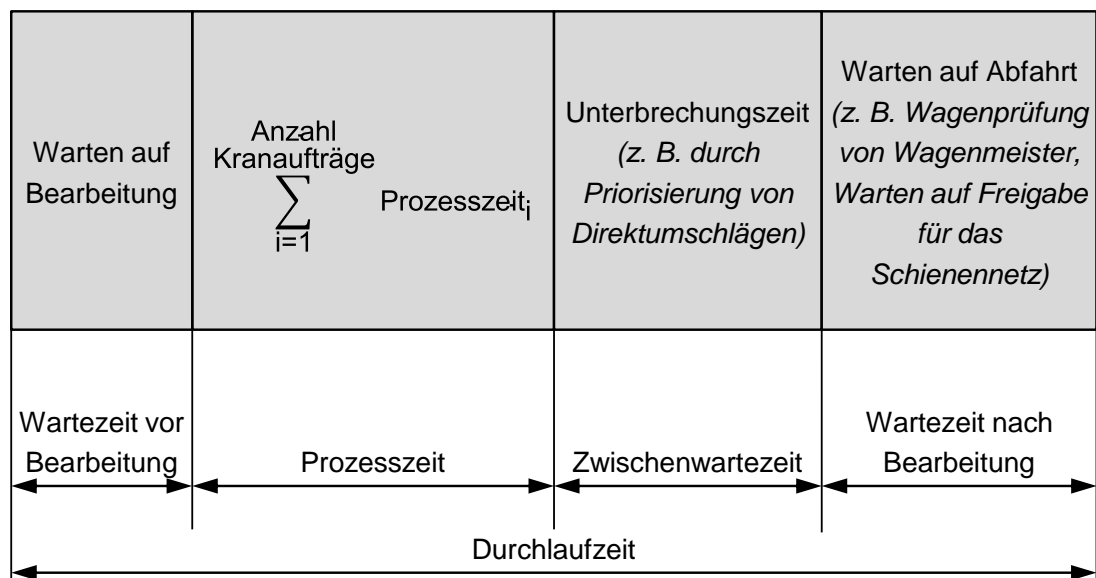 Warten auf
Bearbeitung
Anzahl
Kranaufträge
∑ Prozesszeit_i
i=1
Unterbrechungszeit
(z. B. durch
Priorisierung von
Direktumschlägen)
Warten auf Abfahrt
(z. B. Wagenprüfung
von Wagenmeister,
Warten auf Freigabe
für das
Schienennetz)
Wartezeit vor
Bearbeitung
Prozesszeit
Zwischenwartezeit
Wartezeit nach
Bearbeitung
Durchlaufzeit